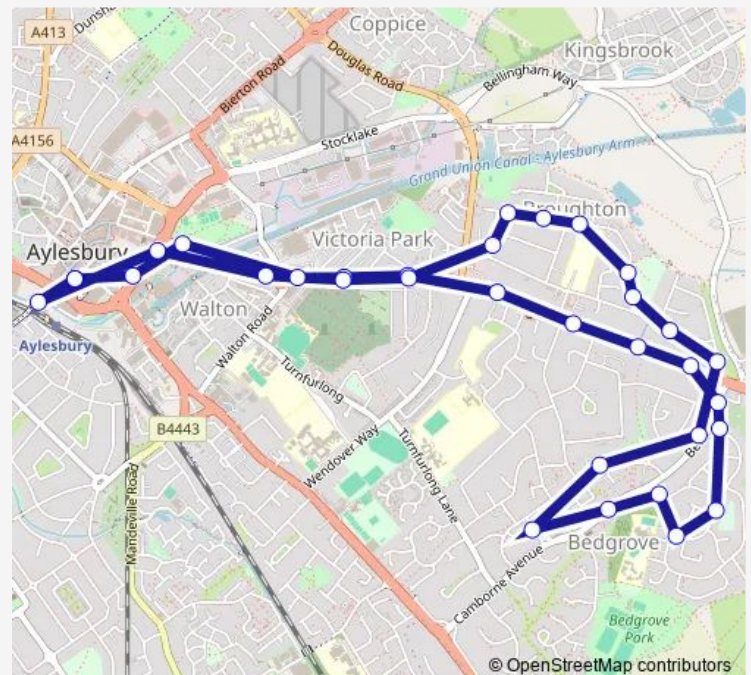 Coppice
A413
Dunsha
Kingsbrook
Douglas Road
Bierton Road
Bellingham Way
Stocklake
A4156
Grand Union Canal - Aylesbury Arm
Broughton
Victoria Park
Aylesbury
Walton
Aylesbury
Walton Road
Turnfurlong
B4443
Wendover Way
Turnfurlong Lane
Be
Mandeville Road
Bedgrove
Camborne Avenue
Bedgrove
Park
© OpenStreetMap contributors